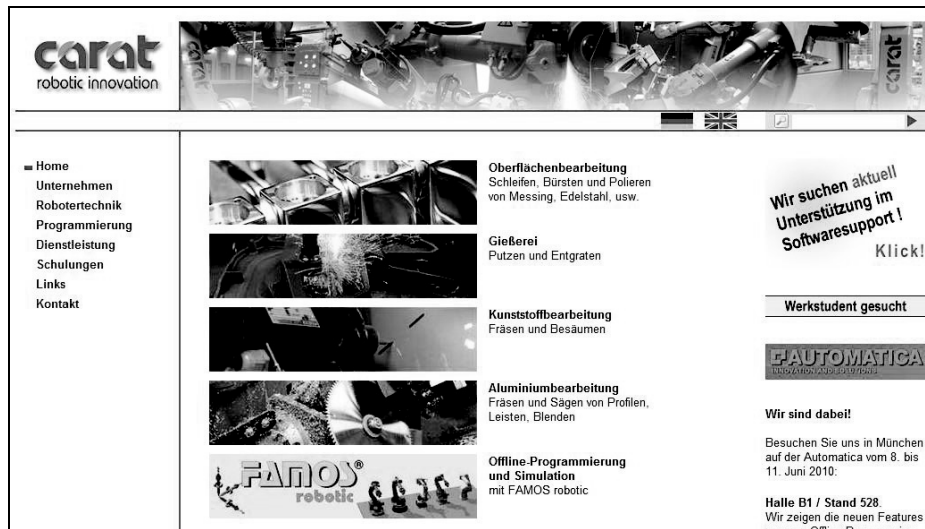 carat
robotic innovation
carat
Home
Unternehmen
Robotertechnik
Programmierung
Dienstleistung
Schulungen
Links
Kontakt
Oberflächenbearbeitung
Schleifen, Bürsten und Polieren
von Messing, Edelstahl, usw.
Gießerei
Putzen und Entgraten
Kunststoffbearbeitung
Fräsen und Besäumen
Aluminiumbearbeitung
Fräsen und Sägen von Profilen,
Leisten, Blenden
FAMOS®
robotic
Offline-Programmierung
und Simulation
mit FAMOS robotic
Wir suchen aktuell
Unterstützung im
Softwaresupport !
Klick!
Werkstudent gesucht
AUTOMATICA
INNOVATION AND SOLUTIONS
Wir sind dabei!
Besuchen Sie uns in München
auf der Automatica vom 8. bis
11. Juni 2010:
Halle B1 / Stand 528.
Wir zeigen die neuen Features